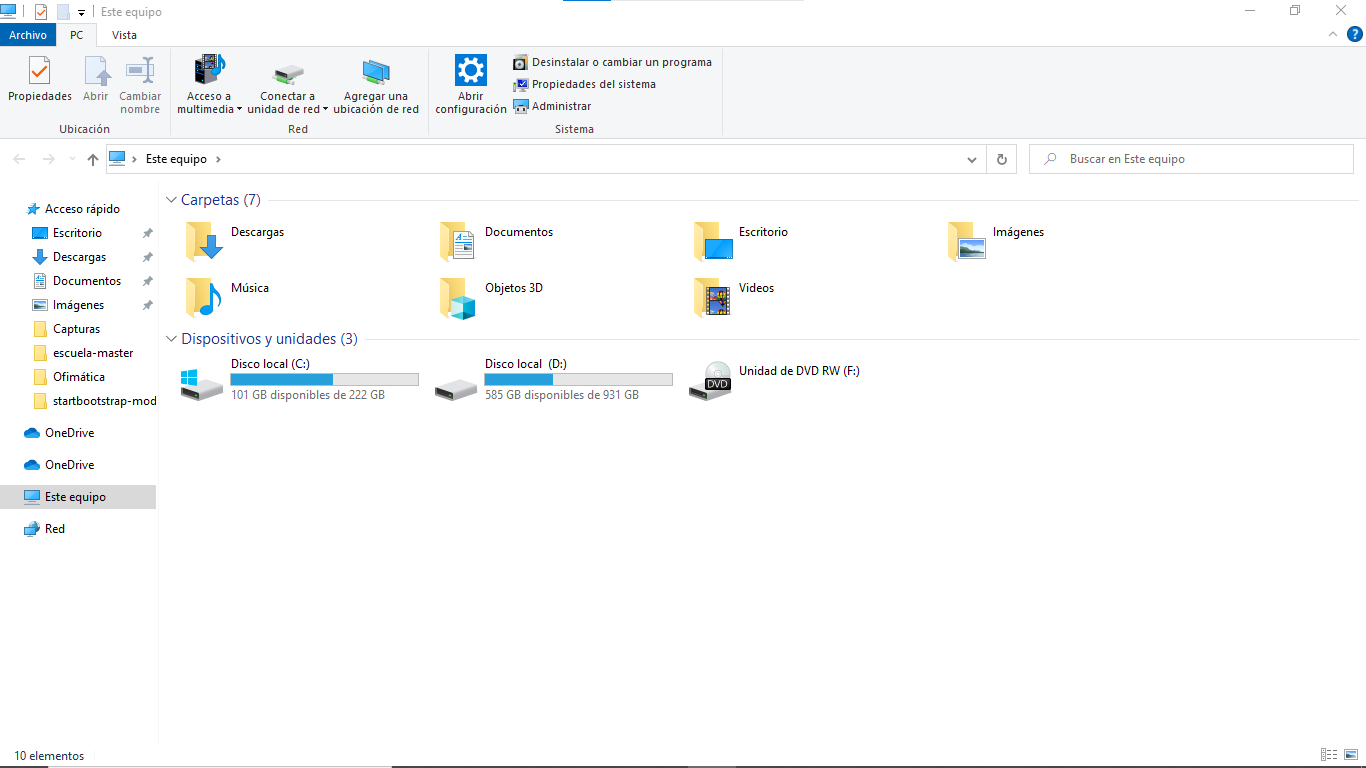 Este equipo
Archivo
PC
Vista
?
Propiedades
Abrir
Cambiar
nombre
Ubicación
Acceso a
multimedia
Conectar a
unidad de red
Agregar una
ubicación de red
Red
Abrir
configuración
Desinstalar o cambiar un programa
Propiedades del sistema
Administrar
Sistema
Este equipo
Buscar en Este equipo
Acceso rápido
Escritorio
Descargas
Documentos
Imágenes
Capturas
escuela-master
Ofimática
startbootstrap-mod
OneDrive
OneDrive
Este equipo
Red
Carpetas (7)
Descargas
Documentos
Escritorio
Imágenes
Música
Objetos 3D
Videos
Dispositivos y unidades (3)
Disco local (C:)
101 GB disponibles de 222 GB
Disco local (D:)
585 GB disponibles de 931 GB
DVD
Unidad de DVD RW (F:)
10 elementos